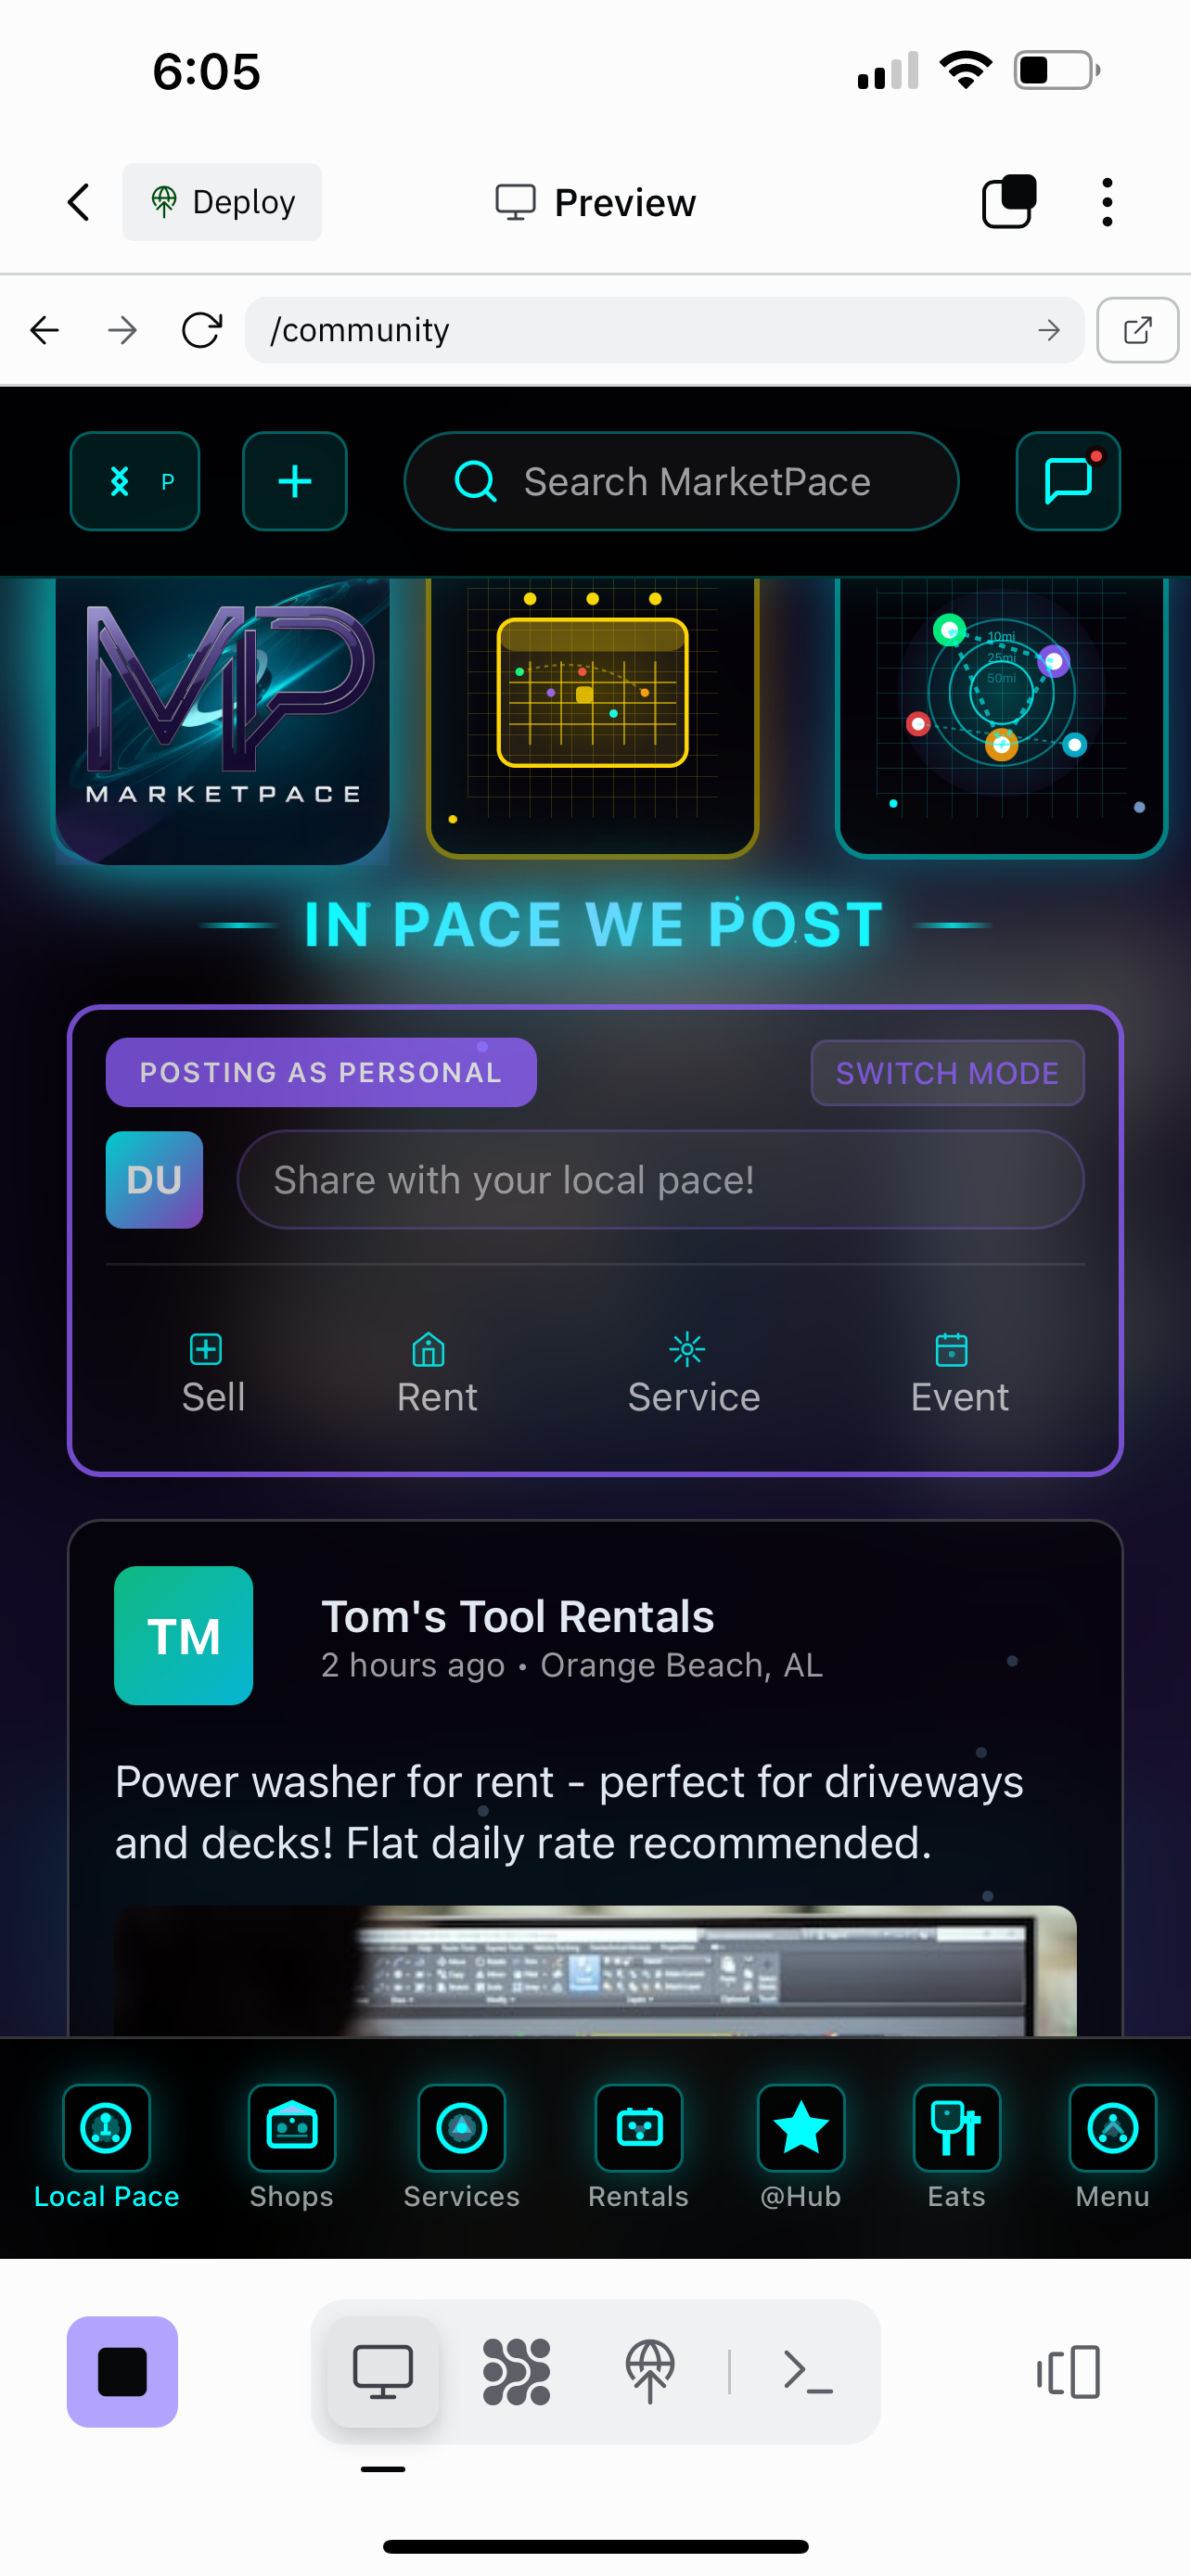 6:05
Deploy
Preview
/community
P
Search MarketPace
MP
MARKETPACE
10mi
25mi
50mi
IN PACE WE POST
POSTING AS PERSONAL
SWITCH MODE
DU
Share with your local pace!
Sell
Rent
Service
Event
TM
Tom's Tool Rentals
2 hours ago • Orange Beach, AL
Power washer for rent - perfect for driveways
and decks! Flat daily rate recommended.
Local Pace
Shops
Services
Rentals
@Hub
Eats
Menu